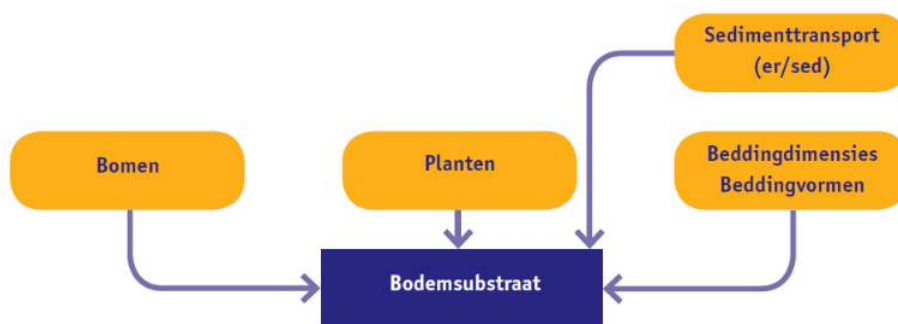 Sedimenttransport
(er/sed)
Bomen
Planten
Beddingdimensies
Beddingvormen
Bodemsubstraat